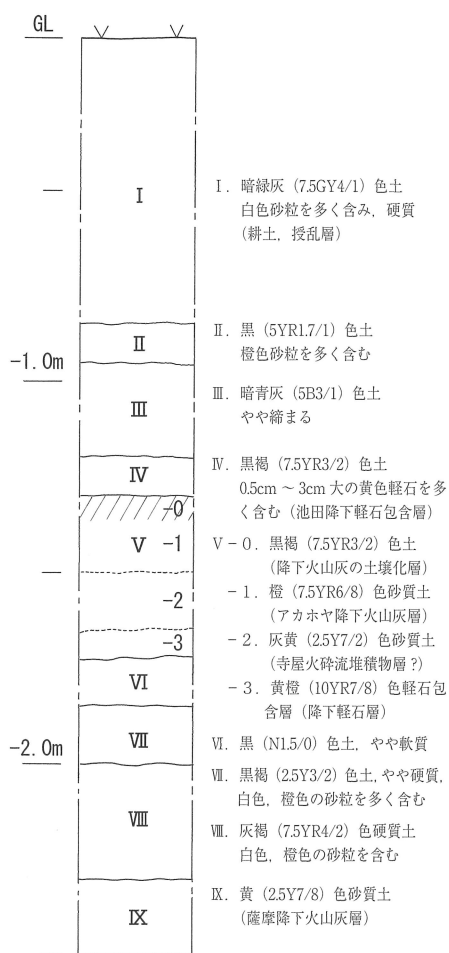 GL
Ⅰ
Ⅰ. 暗緑灰 (7.5GY4/1) 色土
白色砂粒を多く含み, 硬質
(耕土, 授乱層)
Ⅱ
Ⅱ. 黒 (5YR1.7/1) 色土
橙色砂粒を多く含む
-1.0m
Ⅲ
Ⅲ. 暗青灰 (5B3/1) 色土
やや締まる
Ⅳ
Ⅳ. 黒褐 (7.5YR3/2) 色土
0.5cm ～ 3cm 大の黄色軽石を多
く含む (池田降下軽石包含層)
-0
Ⅴ -1
-2
-3
Ⅴ-0. 黒褐 (7.5YR3/2) 色土
(降下火山灰の土壌化層)
-1. 橙 (7.5YR6/8) 色砂質土
(アカホヤ降下火山灰層)
-2. 灰黄 (2.5Y7/2) 色砂質土
(寺屋火砕流堆積物層?)
-3. 黄橙 (10YR7/8) 色軽石包
含層 (降下軽石層)
Ⅵ
Ⅵ. 黒 (N1.5/0) 色土, やや軟質
-2.0m
Ⅶ
Ⅶ. 黒褐 (2.5Y3/2) 色土, やや硬質,
白色, 橙色の砂粒を多く含む
Ⅷ
Ⅷ. 灰褐 (7.5YR4/2) 色硬質土
白色, 橙色の砂粒を含む
Ⅸ
Ⅸ. 黄 (2.5Y7/8) 色砂質土
(薩摩降下火山灰層)